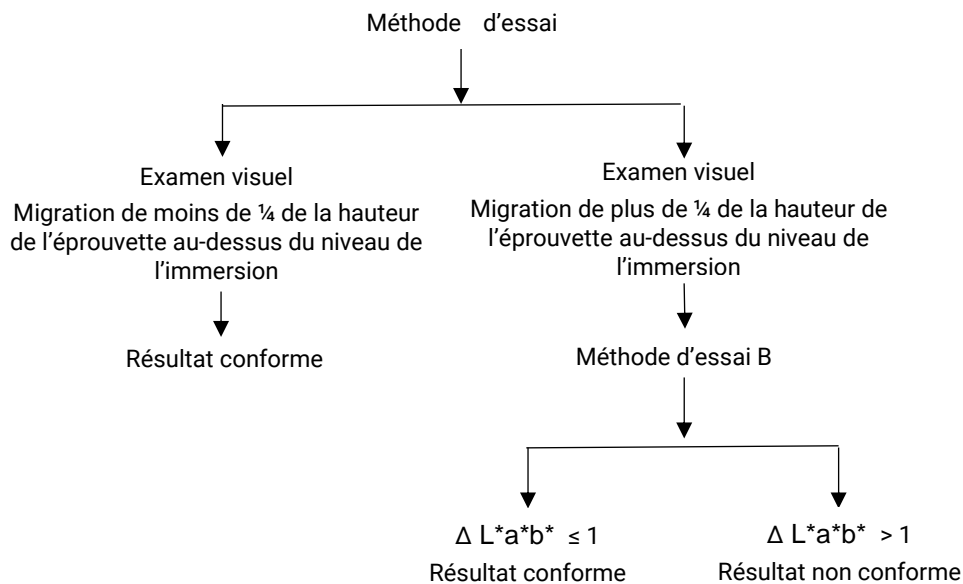 Méthode d'essai
Examen visuel
Migration de moins de ¼ de la hauteur
de l'éprouvette au-dessus du niveau de
l'immersion
Résultat conforme
Examen visuel
Migration de plus de ¼ de la hauteur de
l'éprouvette au-dessus du niveau de
l'immersion
Méthode d'essai B
Δ L*a*b* ≤ 1
Résultat conforme
Δ L*a*b* > 1
Résultat non conforme